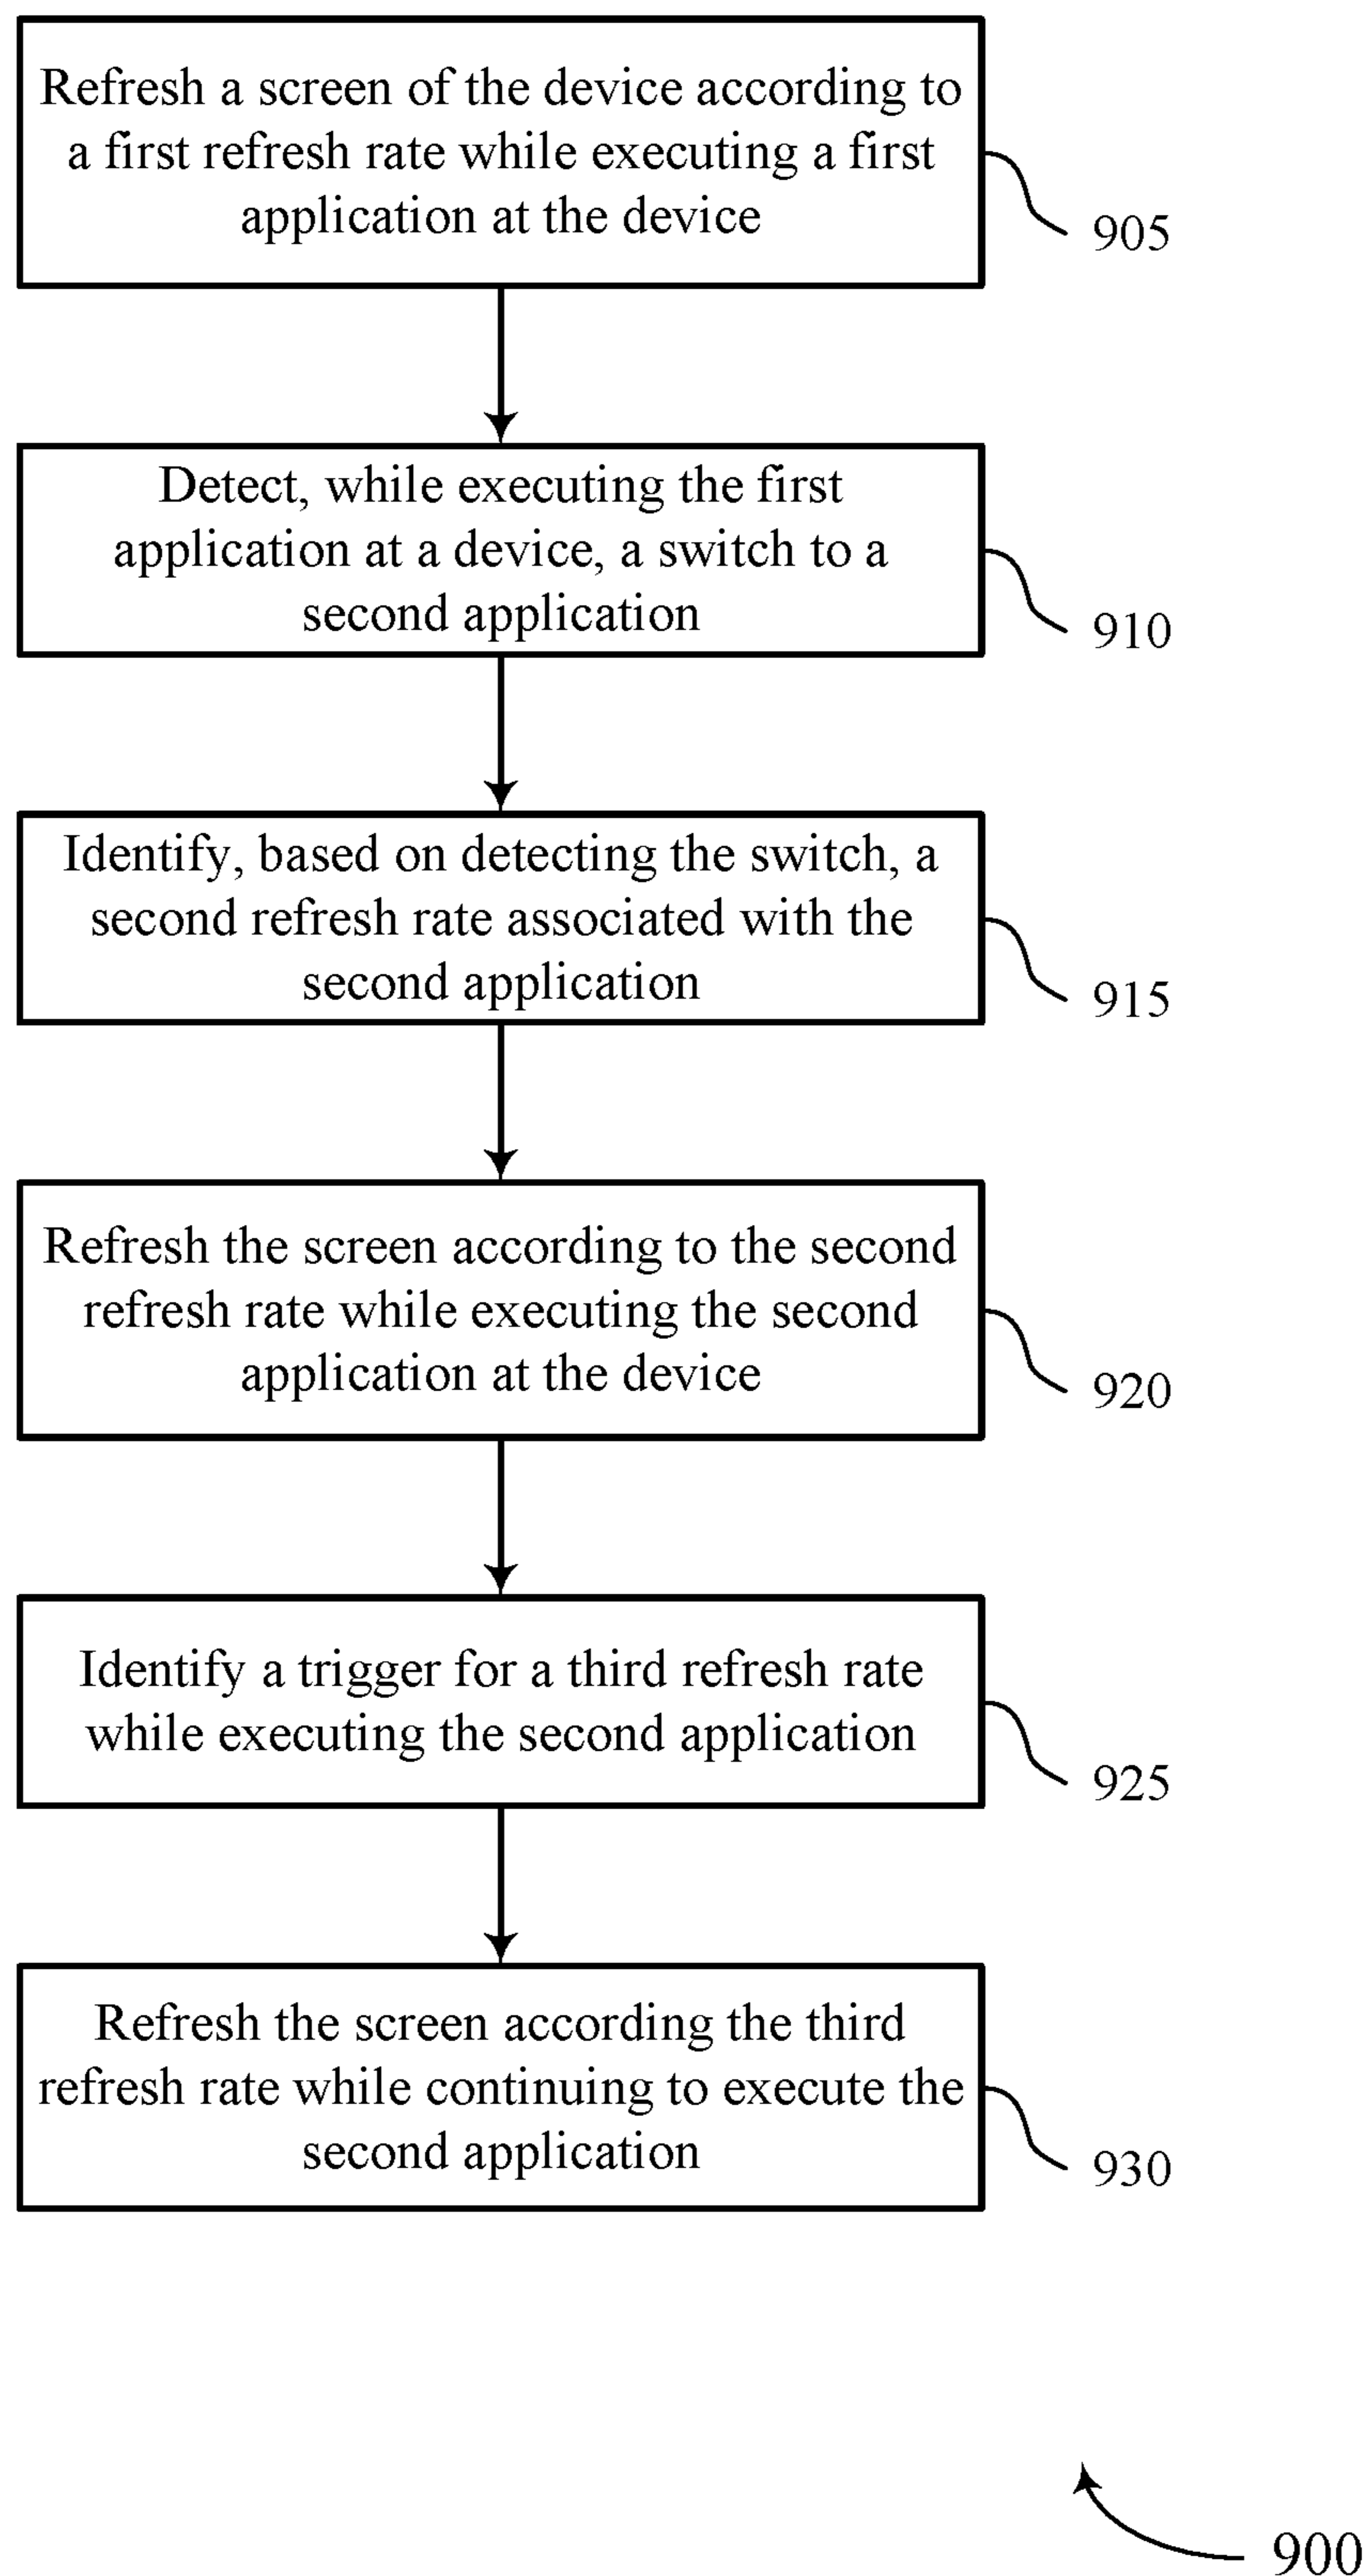 Refresh a screen of the device according to
a first refresh rate while executing a first
application at the device
905
Detect, while executing the first
application at a device, a switch to a
second application
910
Identify, based on detecting the switch, a
second refresh rate associated with the
second application
915
Refresh the screen according to the second
refresh rate while executing the second
application at the device
920
Identify a trigger for a third refresh rate
while executing the second application
925
Refresh the screen according the third
refresh rate while continuing to execute the
second application
930
900